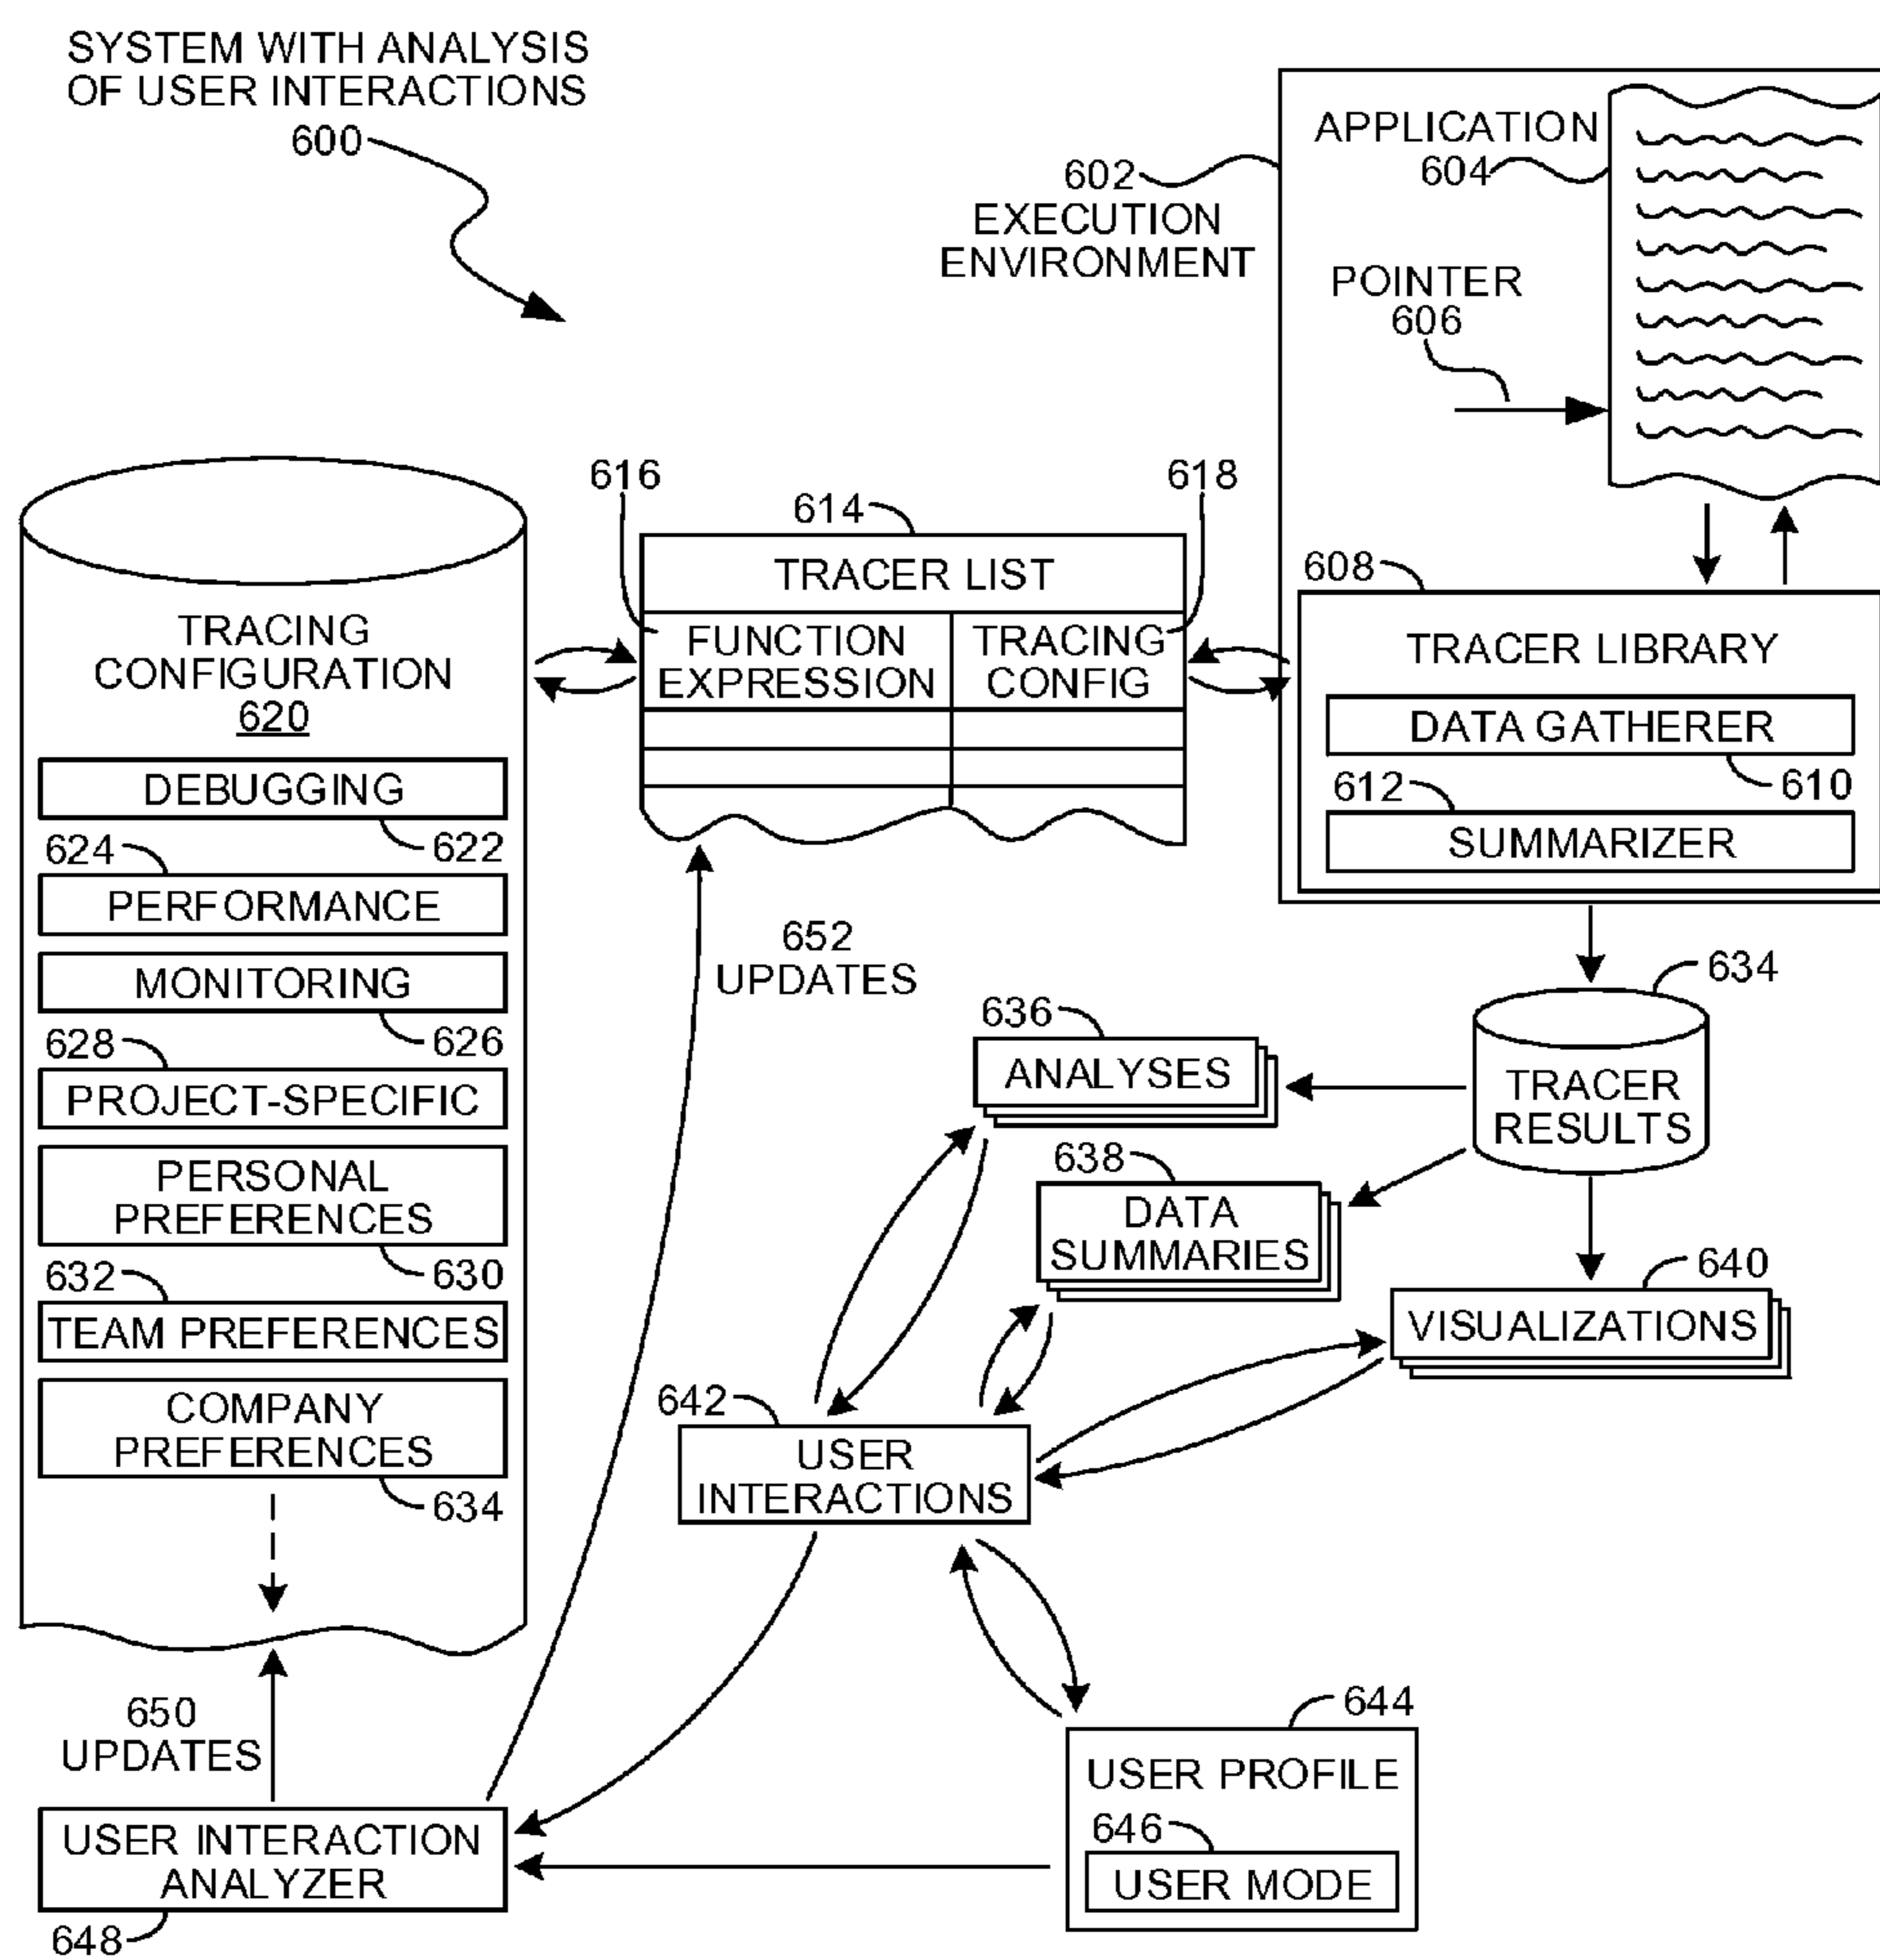 SYSTEM WITH ANALYSIS
OF USER INTERACTIONS
600
602
EXECUTION
ENVIRONMENT
APPLICATION
604
POINTER
606
608
TRACER LIBRARY
DATA GATHERER
610
612
SUMMARIZER
616
614
618
TRACER LIST
FUNCTION
EXPRESSION
TRACING
CONFIG
TRACING
CONFIGURATION
620
DEBUGGING
622
624
PERFORMANCE
MONITORING
626
628
PROJECT-SPECIFIC
PERSONAL
PREFERENCES
630
632
TEAM PREFERENCES
COMPANY
PREFERENCES
634
652
UPDATES
634
TRACER
RESULTS
636
ANALYSES
638
DATA
SUMMARIES
640
VISUALIZATIONS
642
USER
INTERACTIONS
644
USER PROFILE
646
USER MODE
650
UPDATES
USER INTERACTION
ANALYZER
648